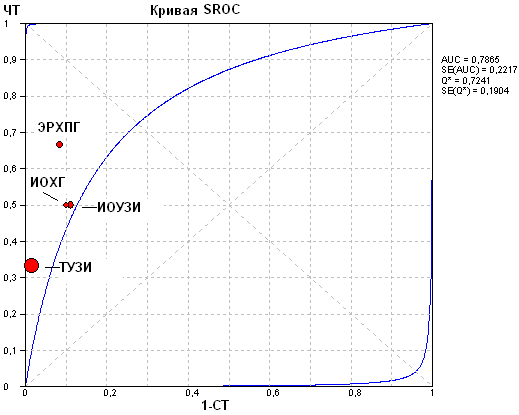 ЧТ
Кривая SROC
1
0,9
0,8
0,7
0,6
0,5
0,4
0,3
0,2
0,1
0
ЭРХПГ
ИОХГ
ИОУЗИ
ТУЗИ
AUC = 0,7865
SE(AUC) = 0,2217
Q* = 0,7241
SE(Q*) = 0,1904
0 0,2 0,4 0,6 0,8 1
1-СТ